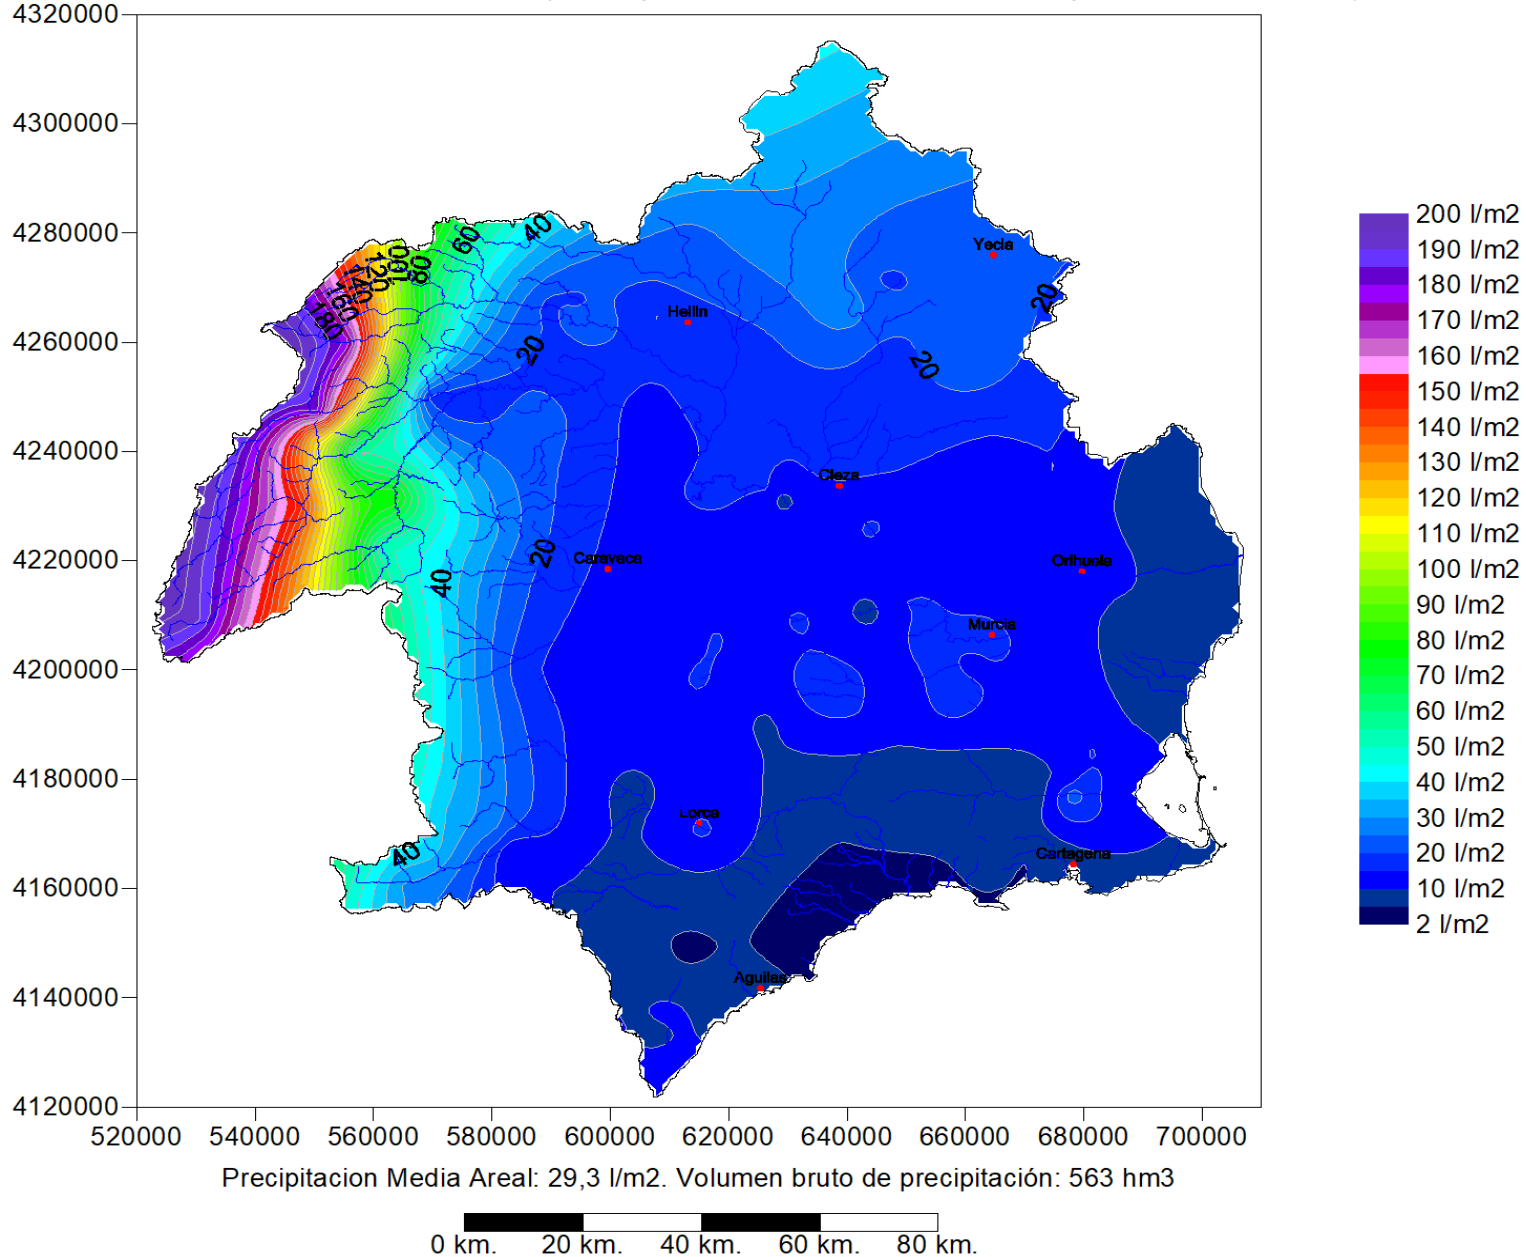 4320000
4300000
4280000
4260000
4240000
4220000
4200000
4180000
4160000
4140000
4120000
520000 540000 560000 580000 600000 620000 640000 660000 680000 700000
180
160
140
120
100
80
60
40
20
20
20
20
40
40
Yecla
Hellin
Cieza
Caravaca
Orihuela
Murcia
Lorca
Cartagena
Aguilas
200 l/m2
190 l/m2
180 l/m2
170 l/m2
160 l/m2
150 l/m2
140 l/m2
130 l/m2
120 l/m2
110 l/m2
100 l/m2
90 l/m2
80 l/m2
70 l/m2
60 l/m2
50 l/m2
40 l/m2
30 l/m2
20 l/m2
10 l/m2
2 l/m2
Precipitacion Media Areal: 29,3 l/m2. Volumen bruto de precipitación: 563 hm3
0 km. 20 km. 40 km. 60 km. 80 km.